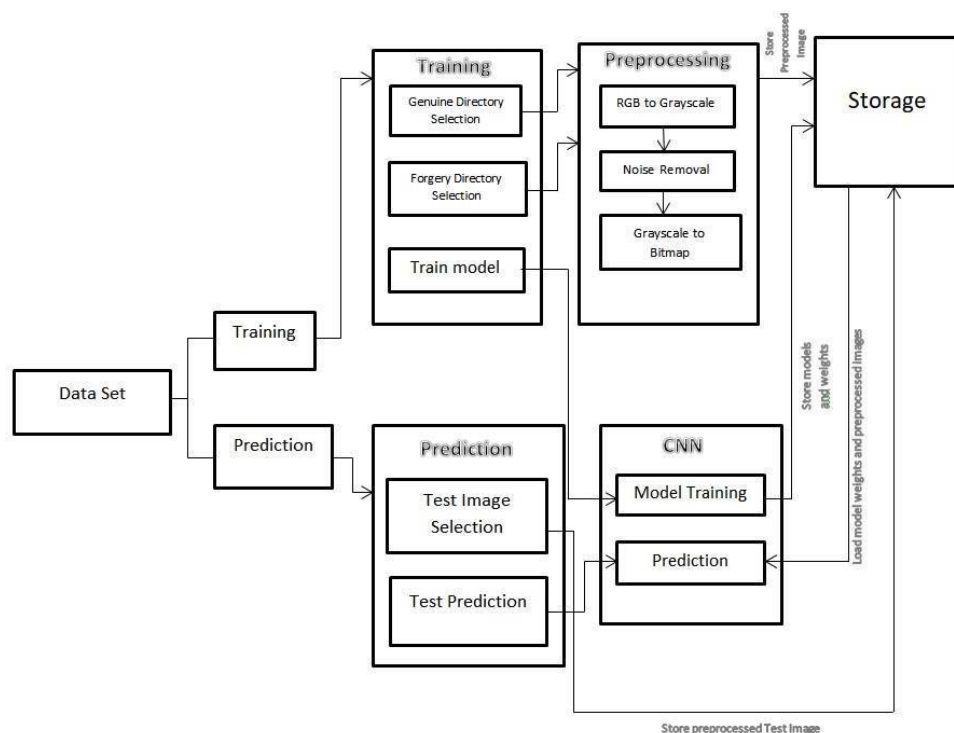 Store
Preprocessed
Image
Training
Genuine Directory
Selection
Forgery Directory
Selection
Train model
Preprocessing
RGB to Grayscale
Noise Removal
Grayscale to
Bitmap
Storage
Data Set
Training
Prediction
Prediction
Test Image
Selection
Test Prediction
CNN
Model Training
Prediction
Store models
and weights
Load model weights and preprocessed images
Store preprocessed Test Image